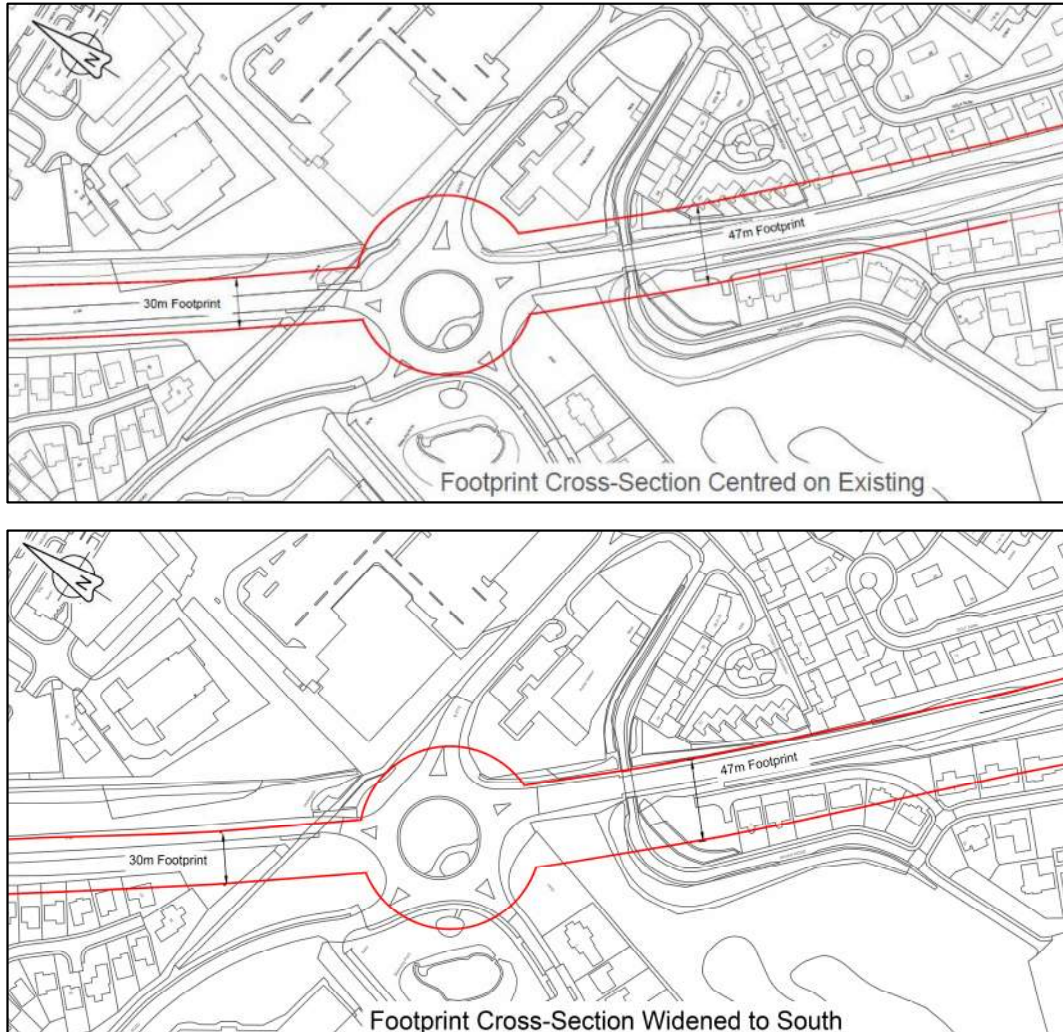 N
47m Footprint
30m Footprint
Footprint Cross-Section Centred on Existing
N
47m Footprint
30m Footprint
Footprint Cross-Section Widened to South